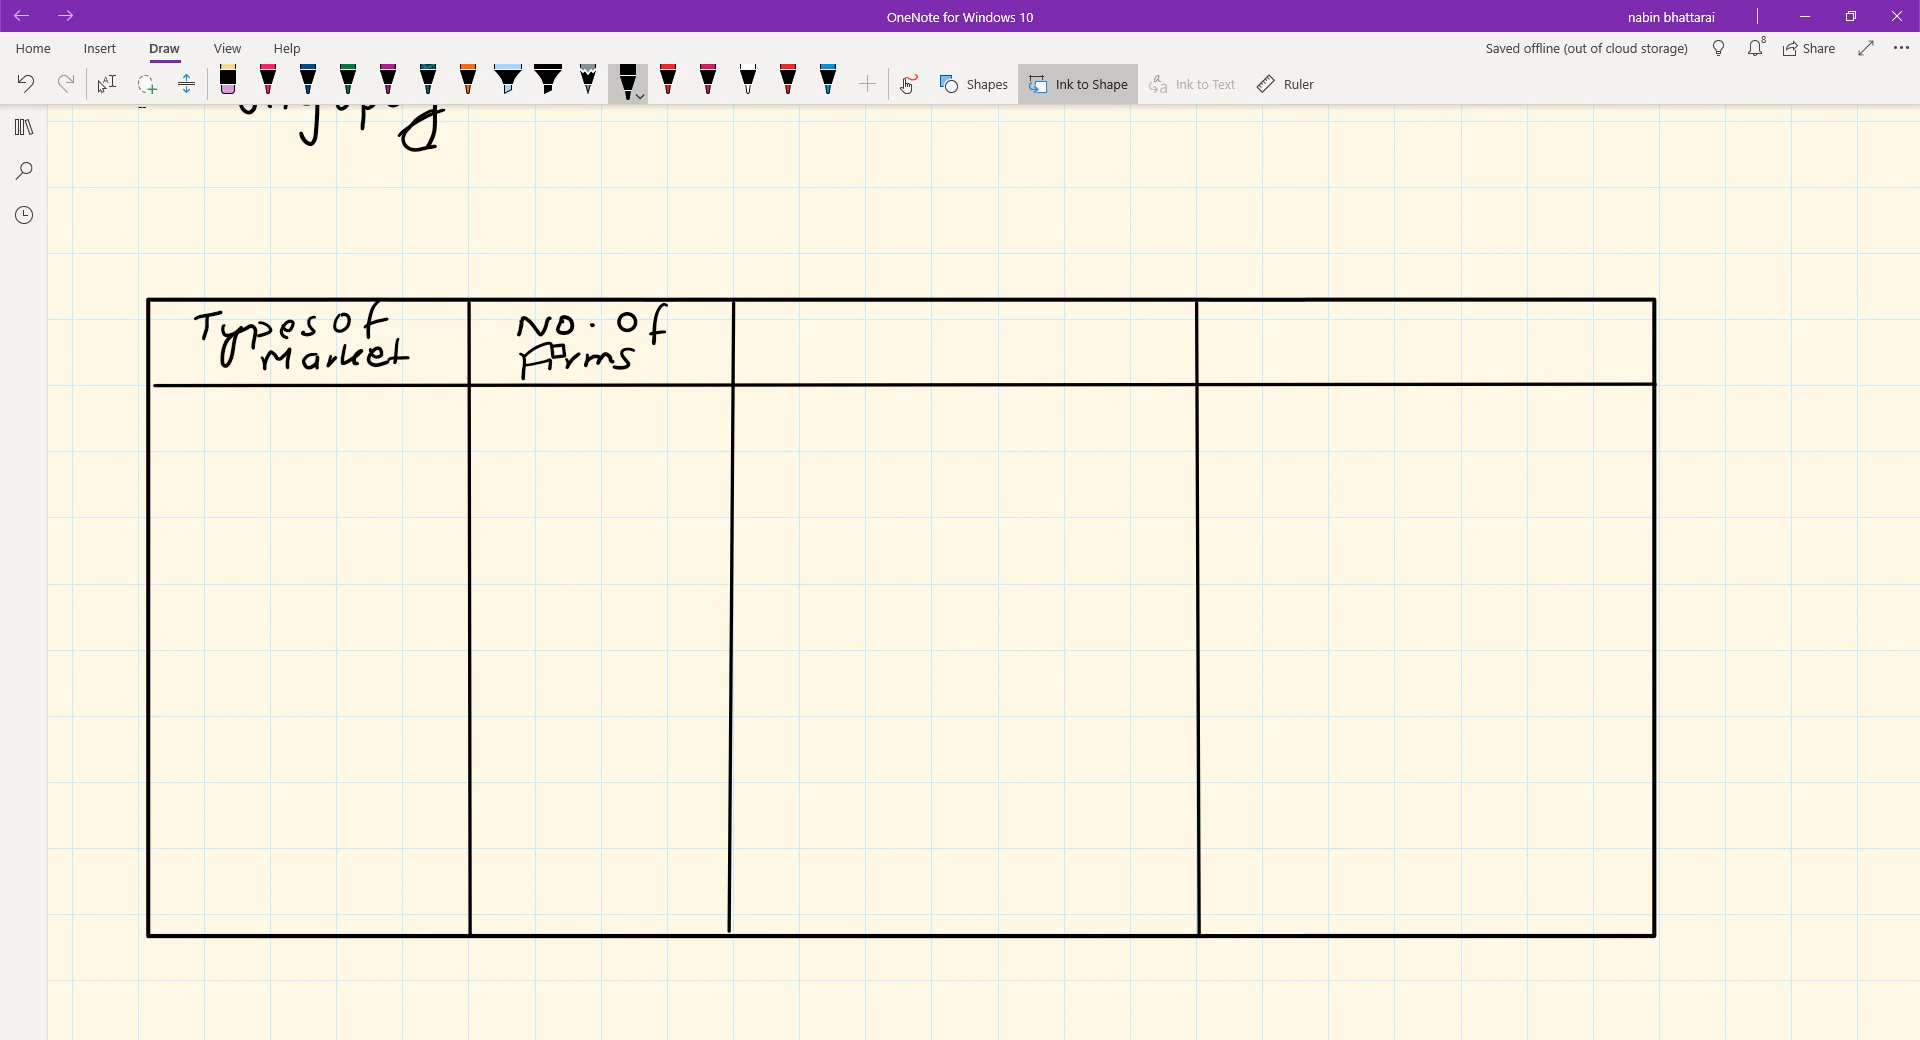 OneNote for Windows 10
nabin bhattarai
Home Insert Draw View Help
Saved offline (out of cloud storage)
8
Share
Shapes
Ink to Shape
Ink to Text
Ruler
Types Of
Market
No. Of
Firms